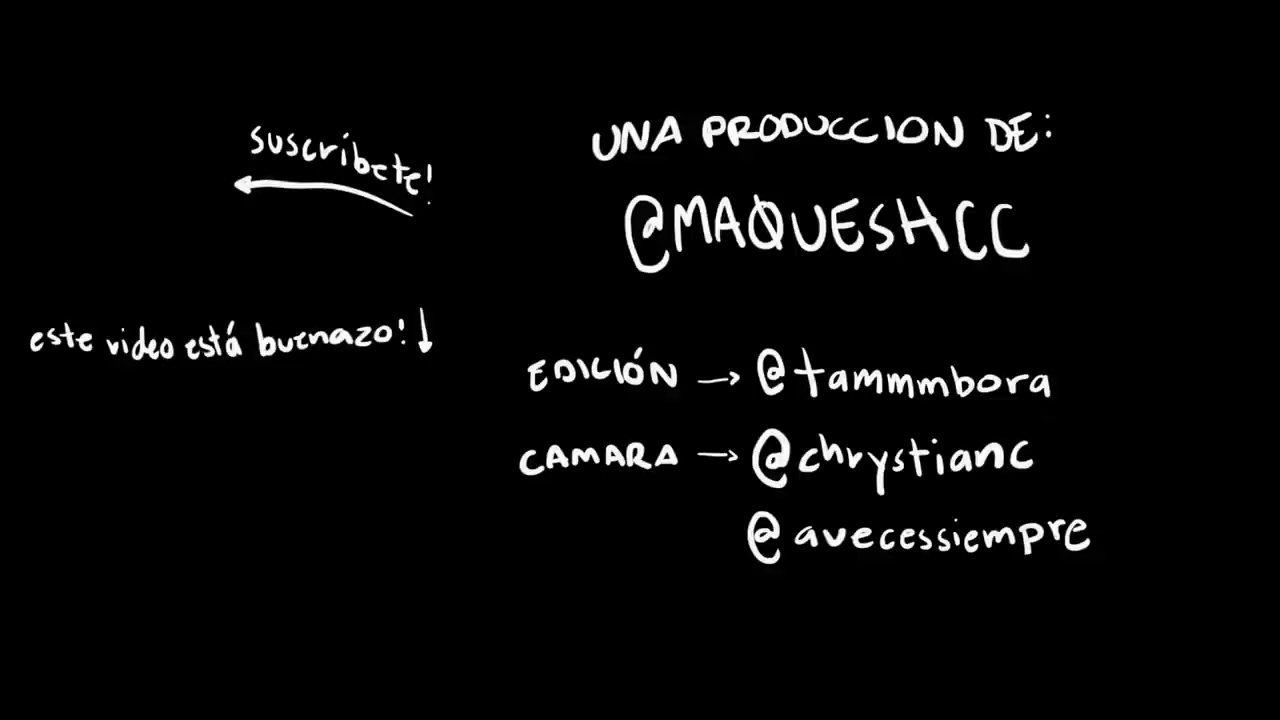 suscribete!
este video está buenazo!
UNA PRODUCCION DE:
@MAQUESHCC
EDICIÓN → @tammmbora
CAMARA → @chrystianc
@avecessiempre